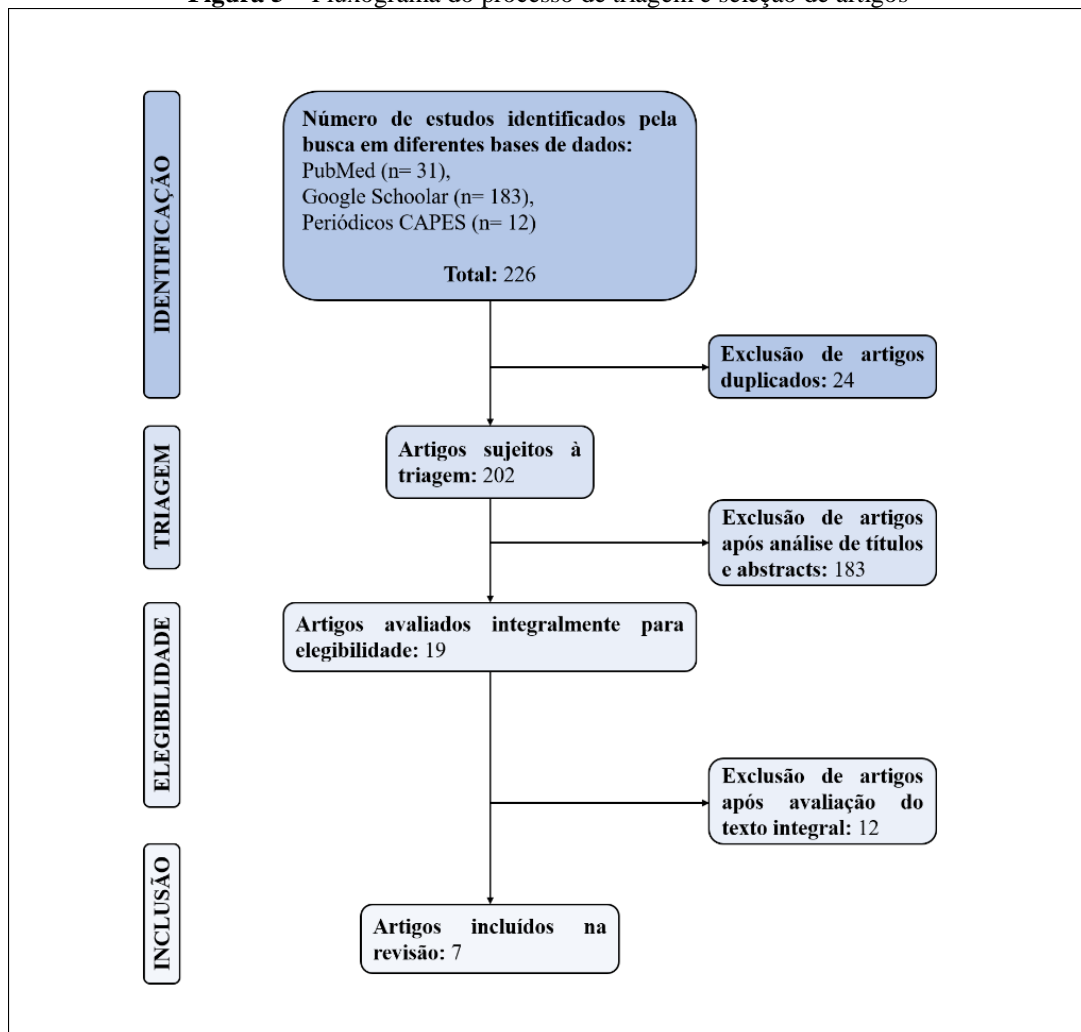 Figura 3 – Fluxograma do processo de triagem e seleção de artigos
IDENTIFICAÇÃO
Número de estudos identificados pela
busca em diferentes bases de dados:
PubMed (n= 31),
Google Schoolar (n= 183),
Periódicos CAPES (n= 12)
Total: 226
Exclusão de artigos
duplicados: 24
TRIAGEM
Artigos sujeitos à
triagem: 202
Exclusão de artigos
após análise de títulos
e abstracts: 183
ELEGIBILIDADE
Artigos avaliados integralmente para
elegibilidade: 19
Exclusão de artigos
após avaliação do
texto integral: 12
INCLUSÃO
Artigos incluídos na
revisão: 7